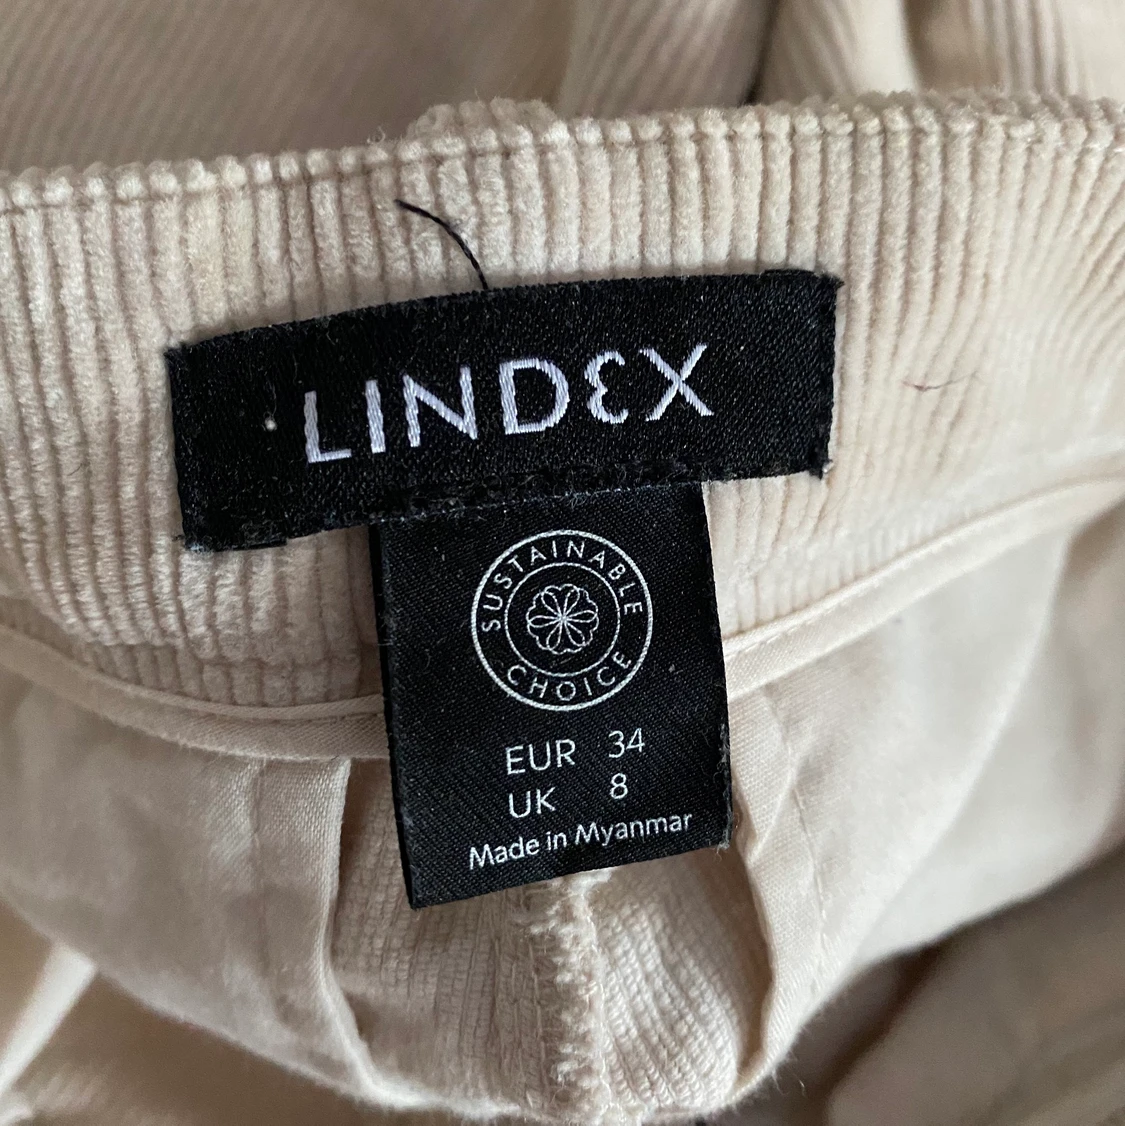 LINDEX
SUSTAINABLE
CHOICE
EUR 34
UK 8
Made in Myanmar